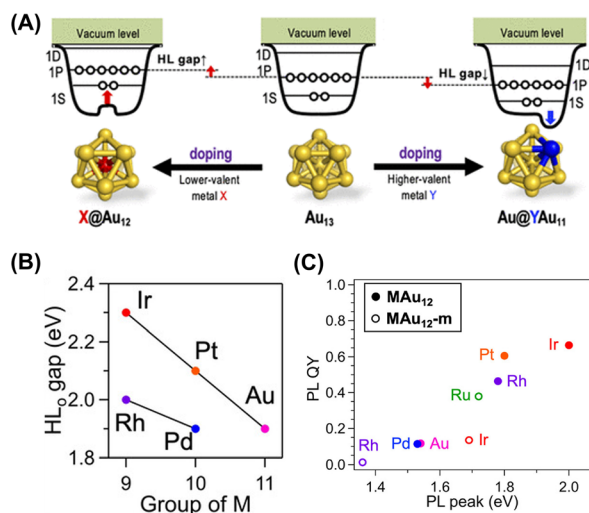 (A)
Vacuum level
Vacuum level
Vacuum level
1D
1P
1S
HL gap↑
1D
1P
1S
HL gap↓
1D
1P
1S
doping
Lower-valent
metal X
doping
Higher-valent
metal Y
X@Au12
Au13
Au@YAu11
(B)
HLo gap (eV)
2.4
2.2
2.0
1.8
Ir
Pt
Au
Rh
Pd
9
10
11
Group of M
(C)
PL QY
1.0
0.8
0.6
0.4
0.2
0.0
MAu12
MAu12-m
Pt
Ir
Rh
Ru
Pd
Au
Ir
Rh
1.4
1.6
1.8
2.0
PL peak (eV)